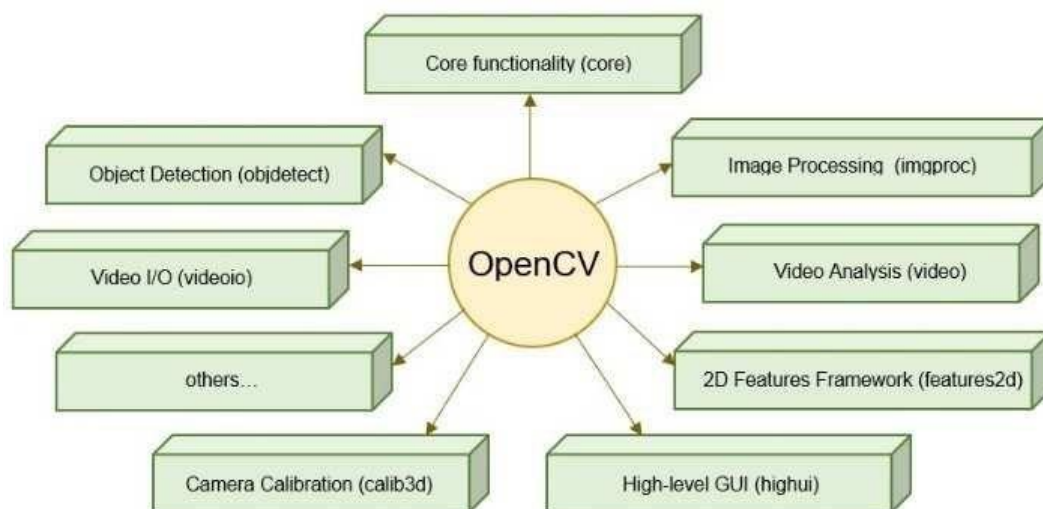 Core functionality (core)
Object Detection (objdetect)
Image Processing (imgproc)
OpenCV
Video I/O (videoio)
Video Analysis (video)
others...
2D Features Framework (features2d)
Camera Calibration (calib3d)
High-level GUI (highui)